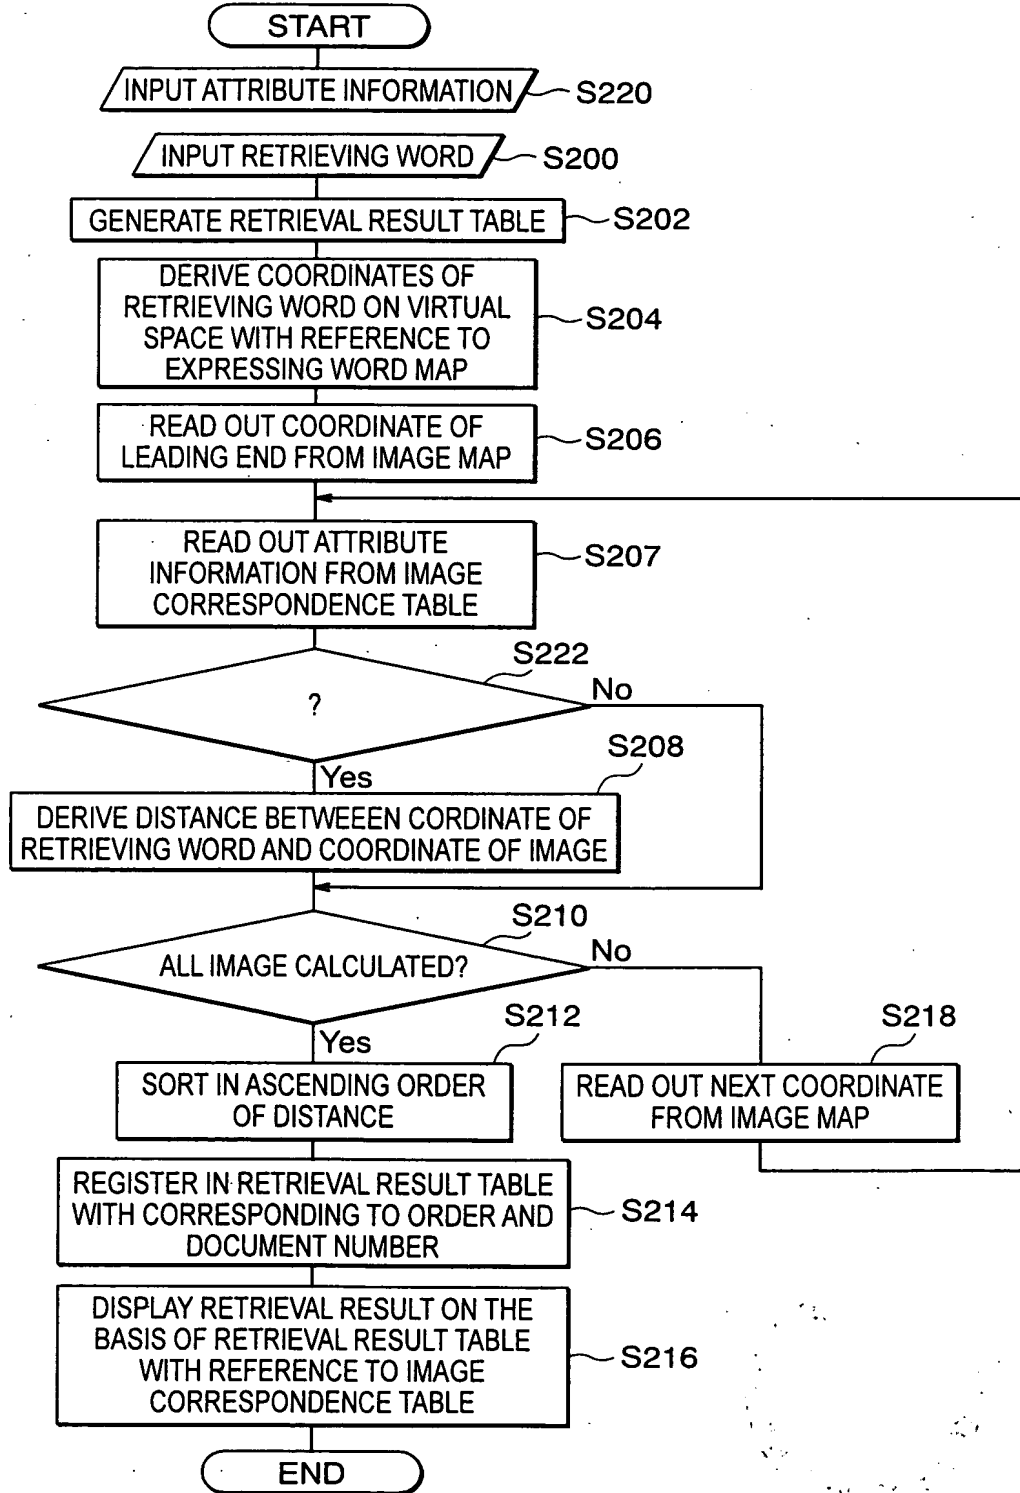 START
INPUT ATTRIBUTE INFORMATION
S220
INPUT RETRIEVING WORD
S200
GENERATE RETRIEVAL RESULT TABLE
S202
DERIVE COORDINATES OF
RETRIEVING WORD ON VIRTUAL
SPACE WITH REFERENCE TO
EXPRESSING WORD MAP
S204
READ OUT COORDINATE OF
LEADING END FROM IMAGE MAP
S206
READ OUT ATTRIBUTE
INFORMATION FROM IMAGE
CORRESPONDENCE TABLE
S207
S222
?
No
Yes
S208
DERIVE DISTANCE BETWEEEN CORDINATE OF
RETRIEVING WORD AND COORDINATE OF IMAGE
S210
ALL IMAGE CALCULATED?
No
Yes
S212
SORT IN ASCENDING ORDER
OF DISTANCE
S218
READ OUT NEXT COORDINATE
FROM IMAGE MAP
REGISTER IN RETRIEVAL RESULT TABLE
WITH CORRESPONDING TO ORDER AND
DOCUMENT NUMBER
S214
DISPLAY RETRIEVAL RESULT ON THE
BASIS OF RETRIEVAL RESULT TABLE
WITH REFERENCE TO IMAGE
CORRESPONDENCE TABLE
S216
END